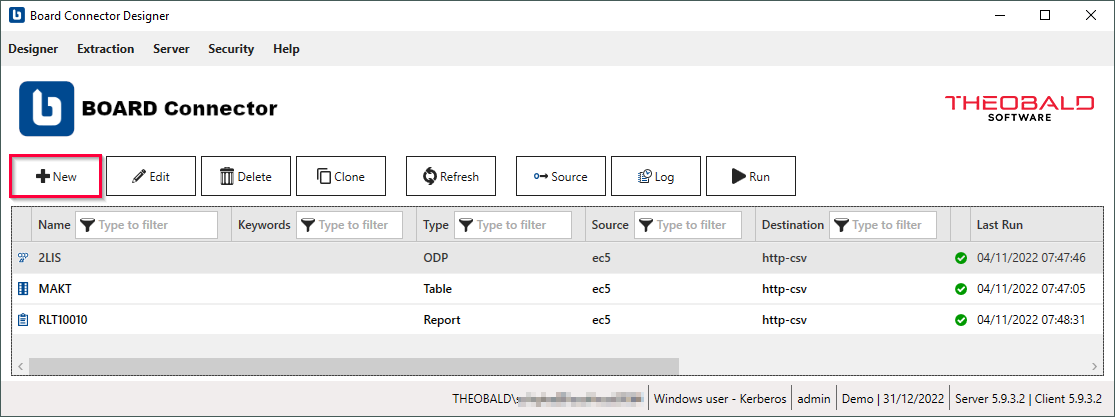 Board Connector Designer
Designer Extraction Server Security Help
BOARD Connector
THEOBALD
SOFTWARE
New Edit Delete Clone Refresh Source Log Run
Name Type to filter Keywords Type to filter Type Type to filter Source Type to filter Destination Type to filter Last Run
2LIS ODP ec5 http-csv 04/11/2022 07:47:46
MAKT Table ec5 http-csv 04/11/2022 07:47:05
RLT10010 Report ec5 http-csv 04/11/2022 07:48:31
THEOBALD\ Windows user - Kerberos admin Demo | 31/12/2022 Server 5.9.3.2 | Client 5.9.3.2